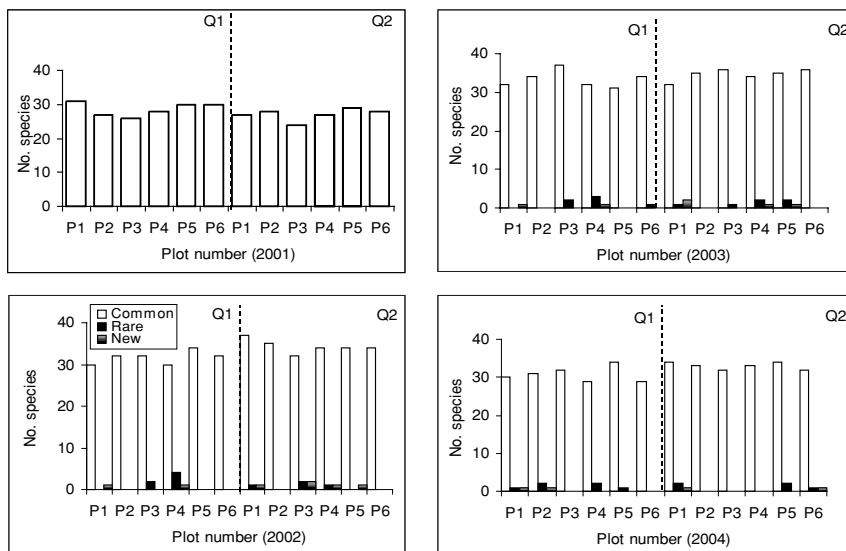 Q1 Q2
40
30
20
10
0
No. species
P1 P2 P3 P4 P5 P6 P1 P2 P3 P4 P5 P6
Plot number (2001)
Q1 Q2
40
30
20
10
0
No. species
P1 P2 P3 P4 P5 P6 P1 P2 P3 P4 P5 P6
Plot number (2003)
Common
Rare
New
Q1 Q2
40
30
20
10
0
No. species
P1 P2 P3 P4 P5 P6 P1 P2 P3 P4 P5 P6
Plot number (2002)
Q1 Q2
40
30
20
10
0
No. species
P1 P2 P3 P4 P5 P6 P1 P2 P3 P4 P5 P6
Plot number (2004)